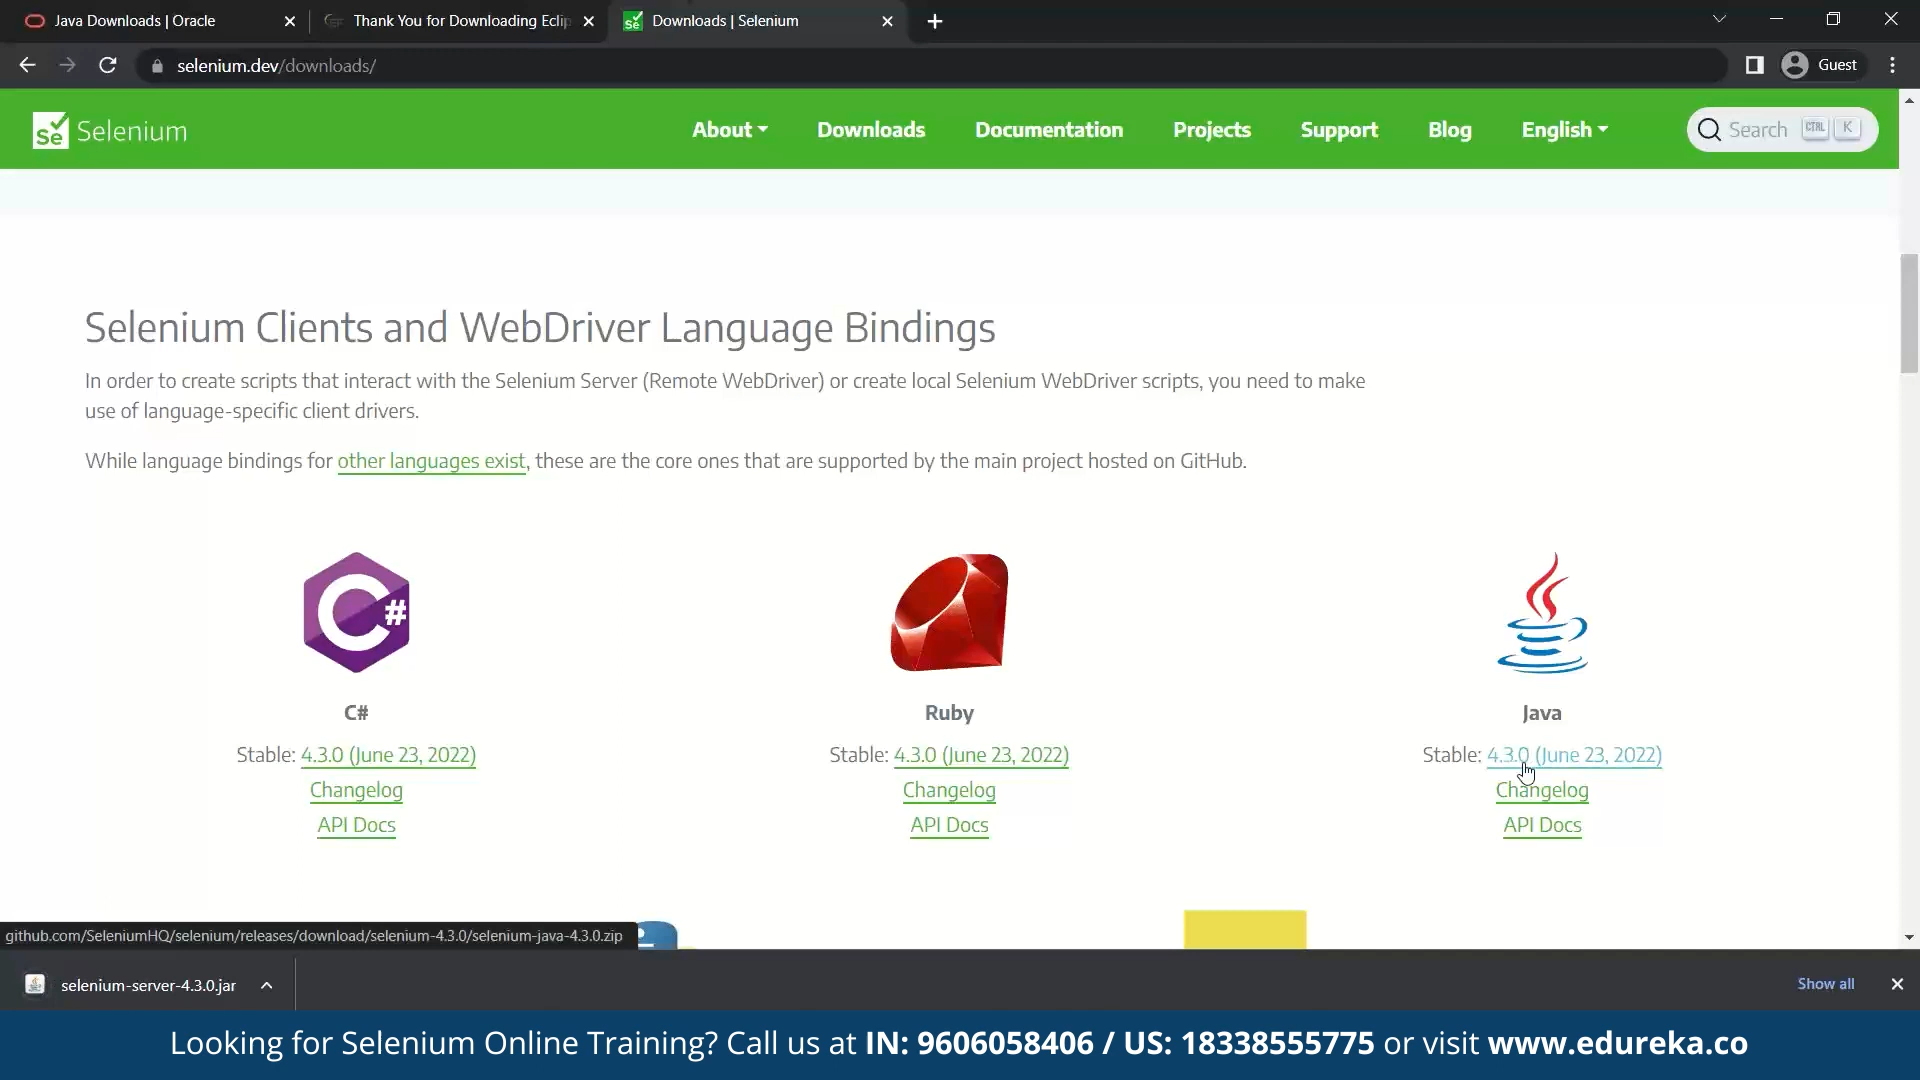 Java Downloads | Oracle
Thank You for Downloading Eclip
Se
Downloads | Selenium
selenium.dev/downloads/
Guest
Se Selenium
About
Downloads
Documentation
Projects
Support
Blog
English
Search CTRL K
Selenium Clients and WebDriver Language Bindings
In order to create scripts that interact with the Selenium Server (Remote WebDriver) or create local Selenium WebDriver scripts, you need to make
use of language-specific client drivers.
While language bindings for other languages exist, these are the core ones that are supported by the main project hosted on GitHub.
C#
C#
Stable: 4.3.0 (June 23, 2022)
Changelog
API Docs
Ruby
Stable: 4.3.0 (June 23, 2022)
Changelog
API Docs
Java
Stable: 4.3.0 (June 23, 2022)
Changelog
API Docs
github.com/SeleniumHQ/selenium/releases/download/selenium-4.3.0/selenium-java-4.3.0.zip
selenium-server-4.3.0.jar
Show all
Looking for Selenium Online Training? Call us at IN: 9606058406 / US: 18338555775 or visit www.edureka.co